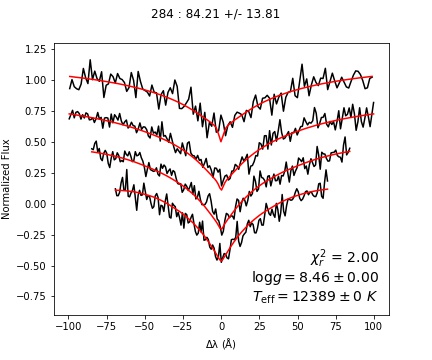 284 : 84.21 +/- 13.81
Normalized Flux
1.25
1.00
0.75
0.50
0.25
0.00
−0.25
−0.50
−0.75
χ²ᵣ = 2.00
logg = 8.46 ± 0.00
T_eff = 12389 ± 0 K
−100 −75 −50 −25 0 25 50 75 100
Δλ (Å)